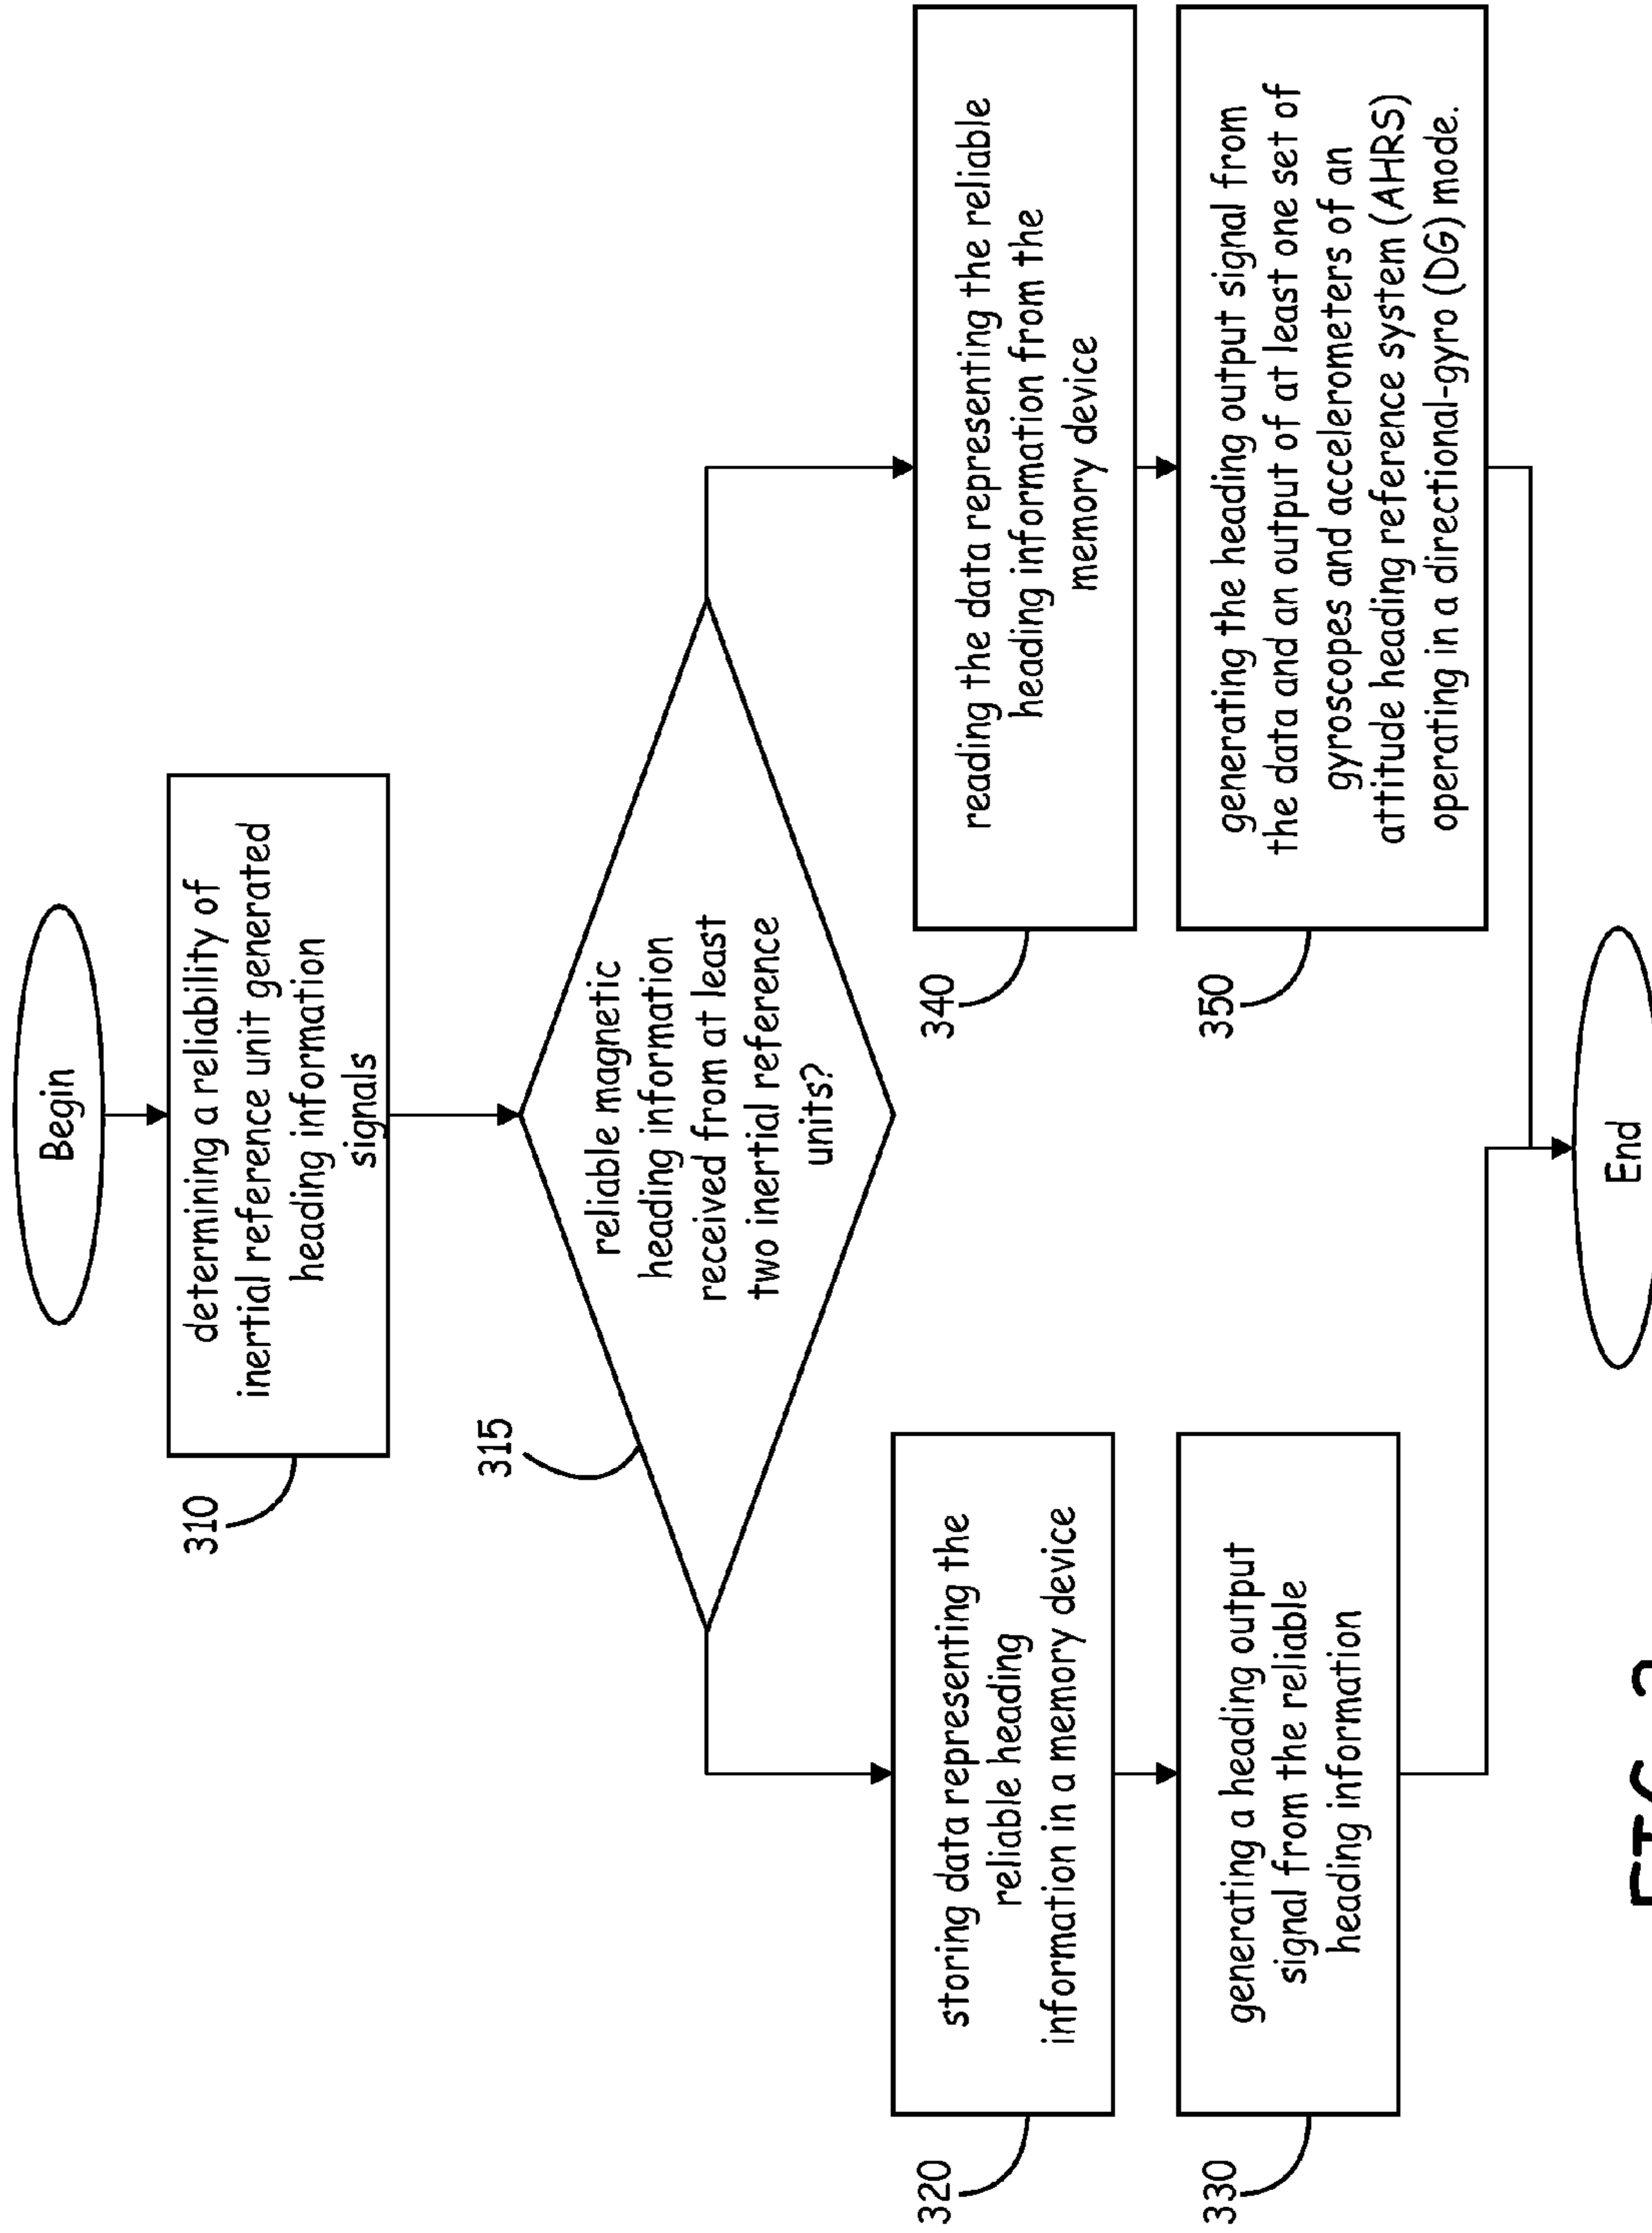 Begin
310
determining a reliability of
inertial reference unit generated
heading information
signals
315
reliable magnetic
heading information
received from at least
two inertial reference
units?
320
storing data representing the
reliable heading
information in a memory device
330
generating a heading output
signal from the reliable
heading information
340
reading the data representing the reliable
heading information from the
memory device
350
generating the heading output signal from
the data and an output of at least one set of
gyroscopes and accelerometers of an
attitude heading reference system (AHRS)
operating in a directional-gyro (DG) mode.
End